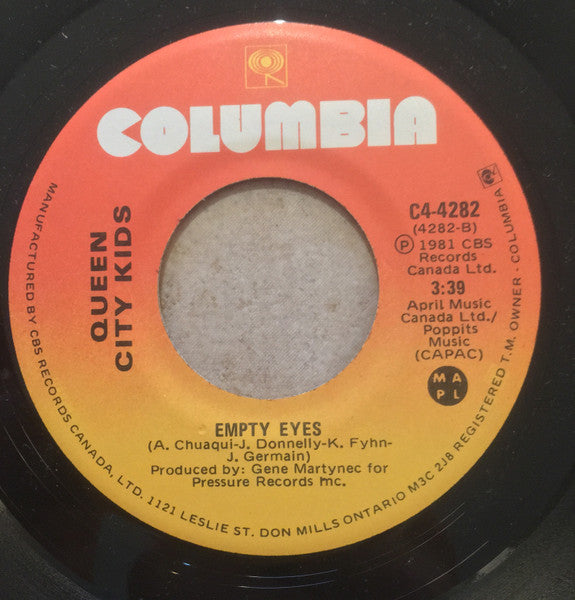 COLUMBIA
QUEEN
CITY KIDS
C4-4282
(4282-B)
℗ 1981 CBS
Records
Canada Ltd.
3:39
April Music
Canada Ltd./
Poppits
Music
(CAPAC)
M A
P L
EMPTY EYES
(A. Chuaqui-J. Donnelly-K. Fyhn-
J. Germain)
Produced by: Gene Martynec for
Pressure Records Inc.
MANUFACTURED BY CBS RECORDS CANADA, LTD. 1121 LESLIE ST. DON MILLS ONTARIO M3C 2J8 REGISTERED T.M. OWNER · COLUMBIA